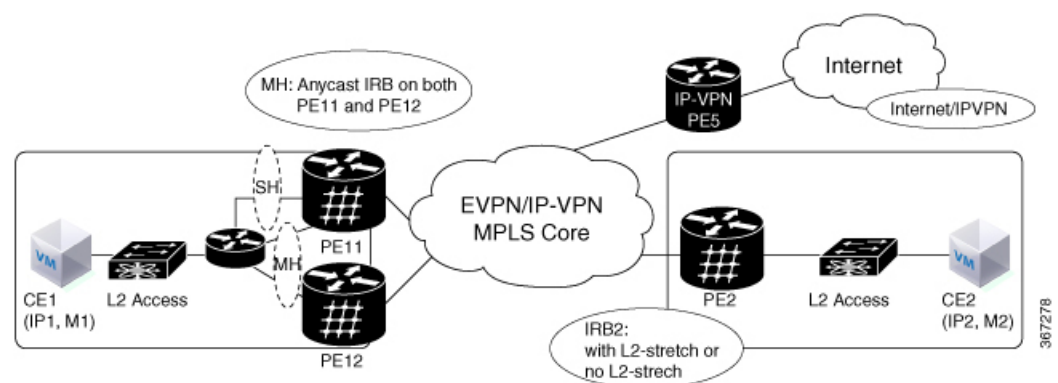 MH: Anycast IRB on both
PE11 and PE12
Internet
IP-VPN
PE5
Internet/IPVPN
SH
EVPN/IP-VPN
MPLS Core
VM
PE11
MH
VM
CE1
(IP1, M1)
L2 Access
PE2
L2 Access
CE2
(IP2, M2)
PE12
IRB2:
with L2-stretch or
no L2-strech
367278